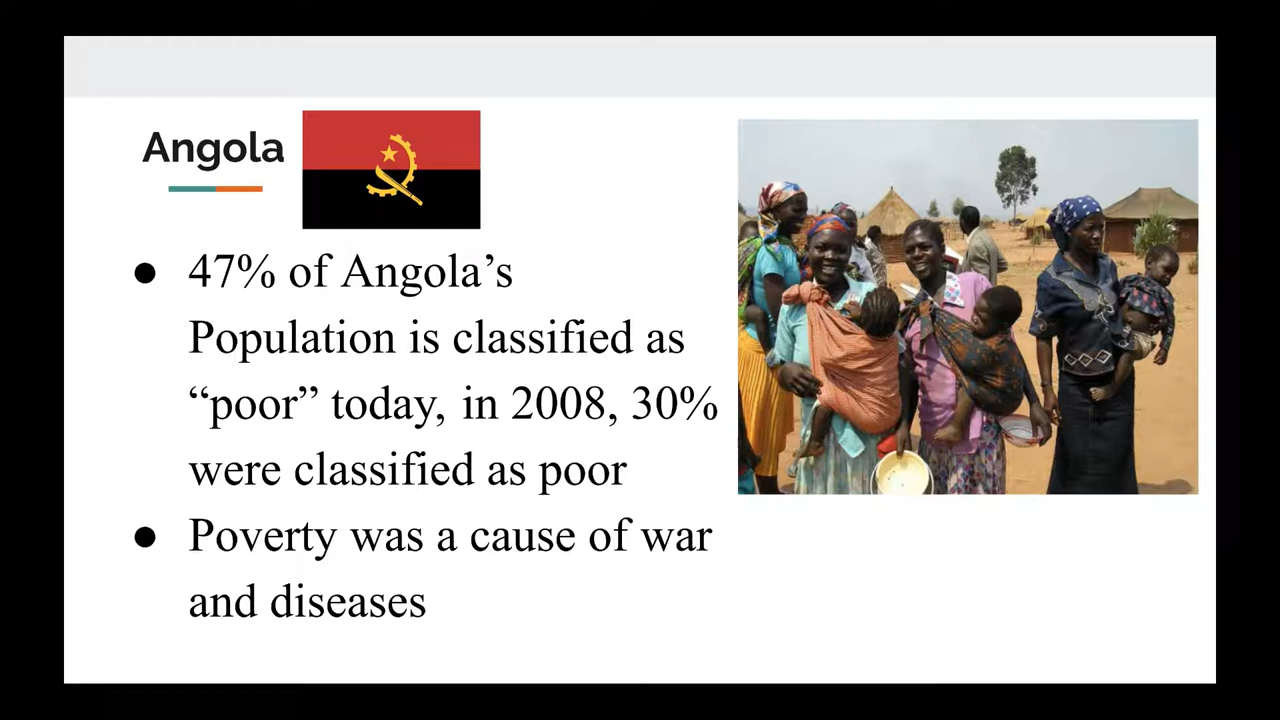 Angola
● 47% of Angola’s
Population is classified as
“poor” today, in 2008, 30%
were classified as poor
● Poverty was a cause of war
and diseases